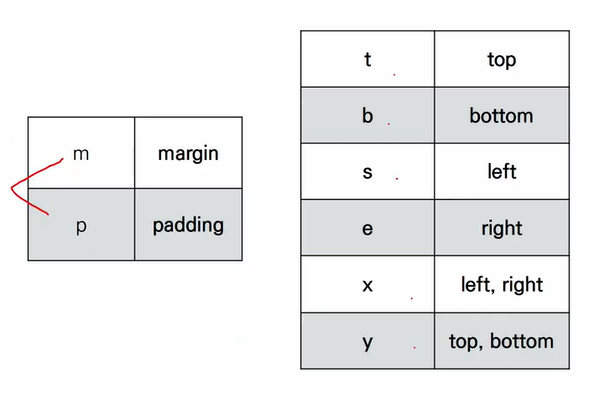 m margin
p padding
t top
b bottom
s left
e right
x left, right
y top, bottom